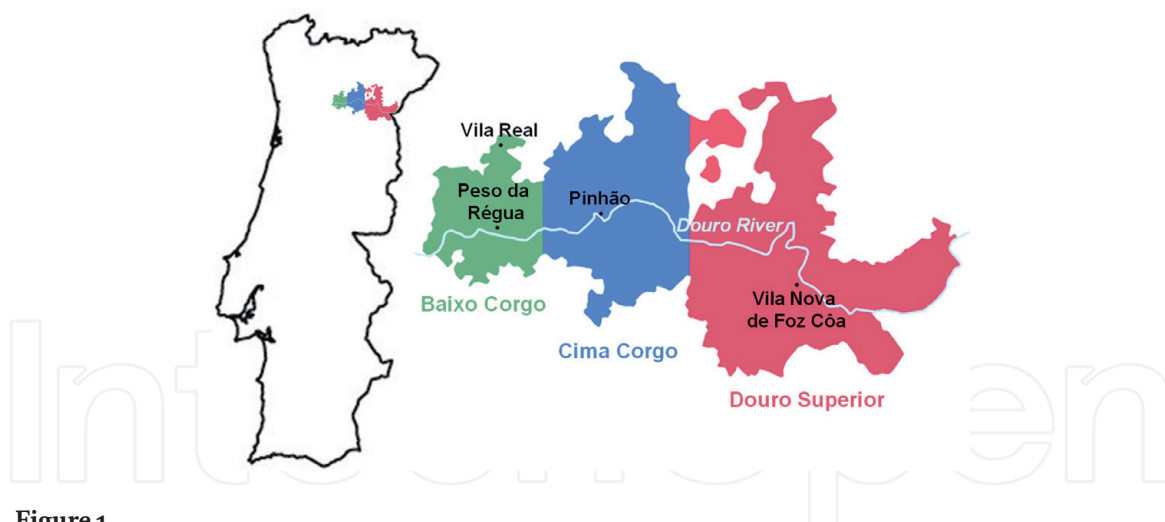 Vila Real
Peso da
Régua
Pinhão
Douro River
Vila Nova
de Foz Côa
Baixo Corgo
Cima Corgo
Douro Superior
IntechOpen
Figure 1